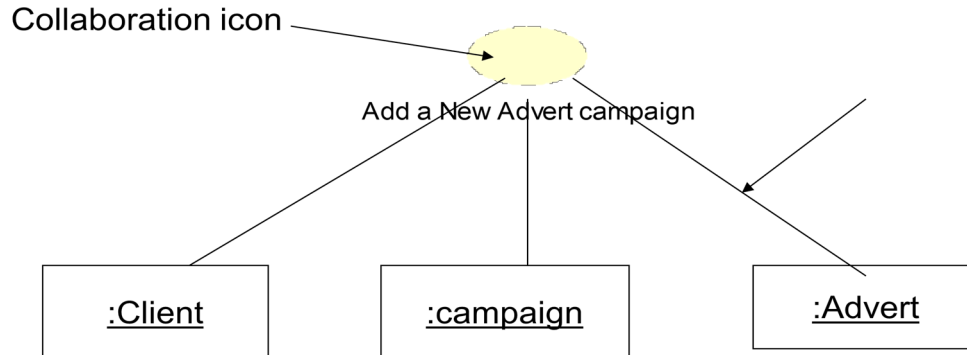 Collaboration icon
Add a New Advert campaign
:Client
:campaign
:Advert